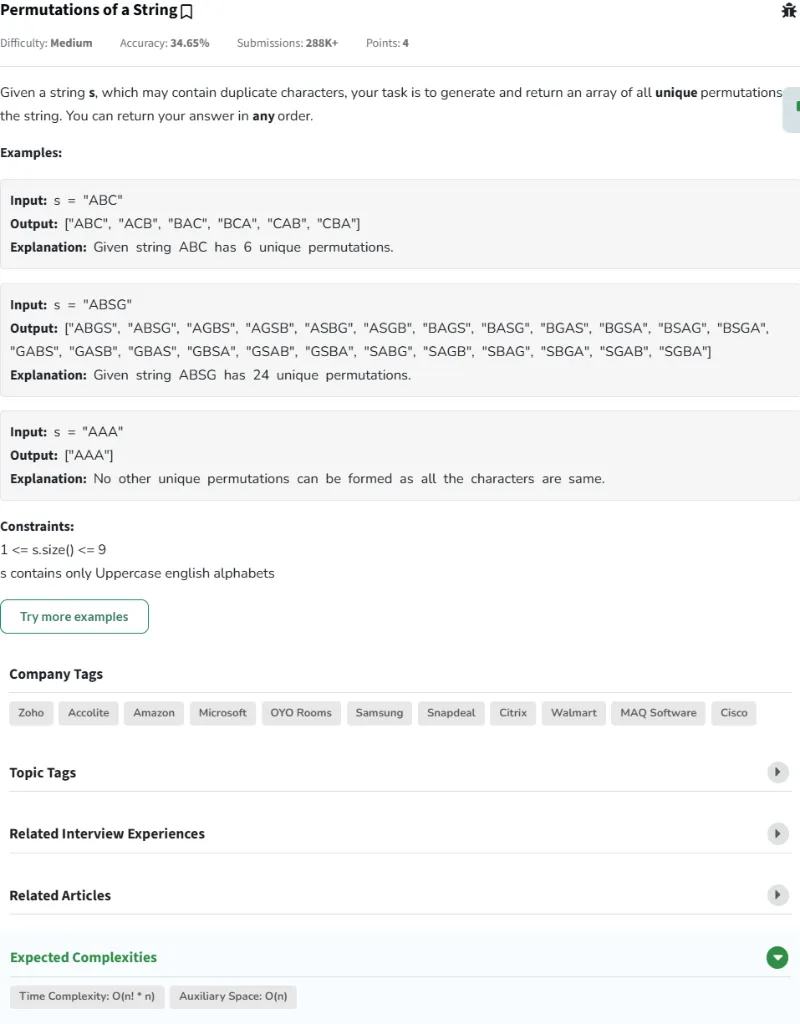 Permutations of a String
Difficulty: Medium Accuracy: 34.65% Submissions: 288K+ Points: 4
Given a string s, which may contain duplicate characters, your task is to generate and return an array of all unique permutations
the string. You can return your answer in any order.
Examples:
Input: s = "ABC"
Output: ["ABC", "ACB", "BAC", "BCA", "CAB", "CBA"]
Explanation: Given string ABC has 6 unique permutations.
Input: s = "ABSG"
Output: ["ABGS", "ABSG", "AGBS", "AGSB", "ASBG", "ASGB", "BAGS", "BASG", "BGAS", "BGSA", "BSAG", "BSGA",
"GABS", "GASB", "GBAS", "GBSA", "GSAB", "GSBA", "SABG", "SAGB", "SBAG", "SBGA", "SGAB", "SGBA"]
Explanation: Given string ABSG has 24 unique permutations.
Input: s = "AAA"
Output: ["AAA"]
Explanation: No other unique permutations can be formed as all the characters are same.
Constraints:
1 <= s.size() <= 9
s contains only Uppercase english alphabets
Try more examples
Company Tags
Zoho Accolite Amazon Microsoft OYO Rooms Samsung Snapdeal Citrix Walmart MAQ Software Cisco
Topic Tags
Related Interview Experiences
Related Articles
Expected Complexities
Time Complexity: O(n! * n) Auxiliary Space: O(n)